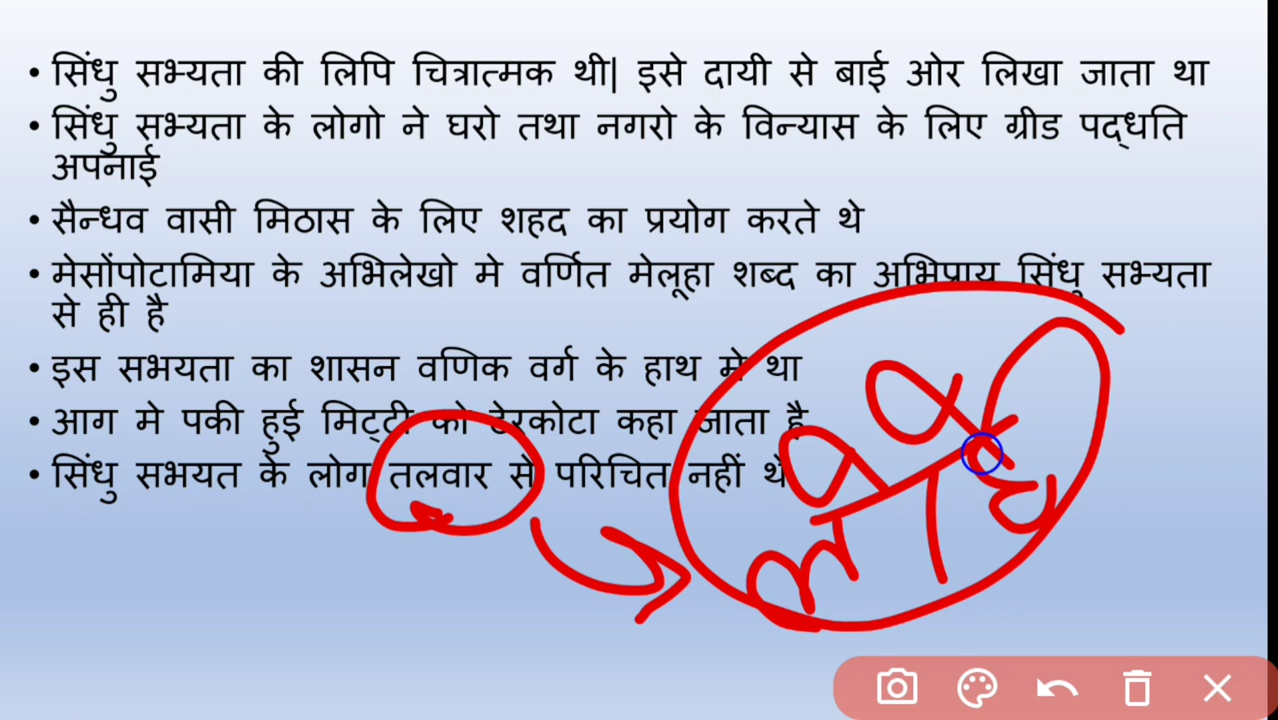 • सिंधु सभ्यता की लिपि चित्रात्मक थी| इसे दायी से बाई ओर लिखा जाता था
• सिंधु सभ्यता के लोगो ने घरो तथा नगरो के विन्यास के लिए ग्रीड पद्धति
अपनाई
• सैन्धव वासी मिठास के लिए शहद का प्रयोग करते थे
• मेसोंपोटामिया के अभिलेखो मे वर्णित मेलूहा शब्द का अभिप्राय सिंधु सभ्यता
से ही है
• इस सभयता का शासन वणिक वर्ग के हाथ मे था
• आग मे पकी हुई मिट्टी को टेरकोटा कहा जाता है
• सिंधु सभयत के लोग तलवार से परिचित नहीं थे